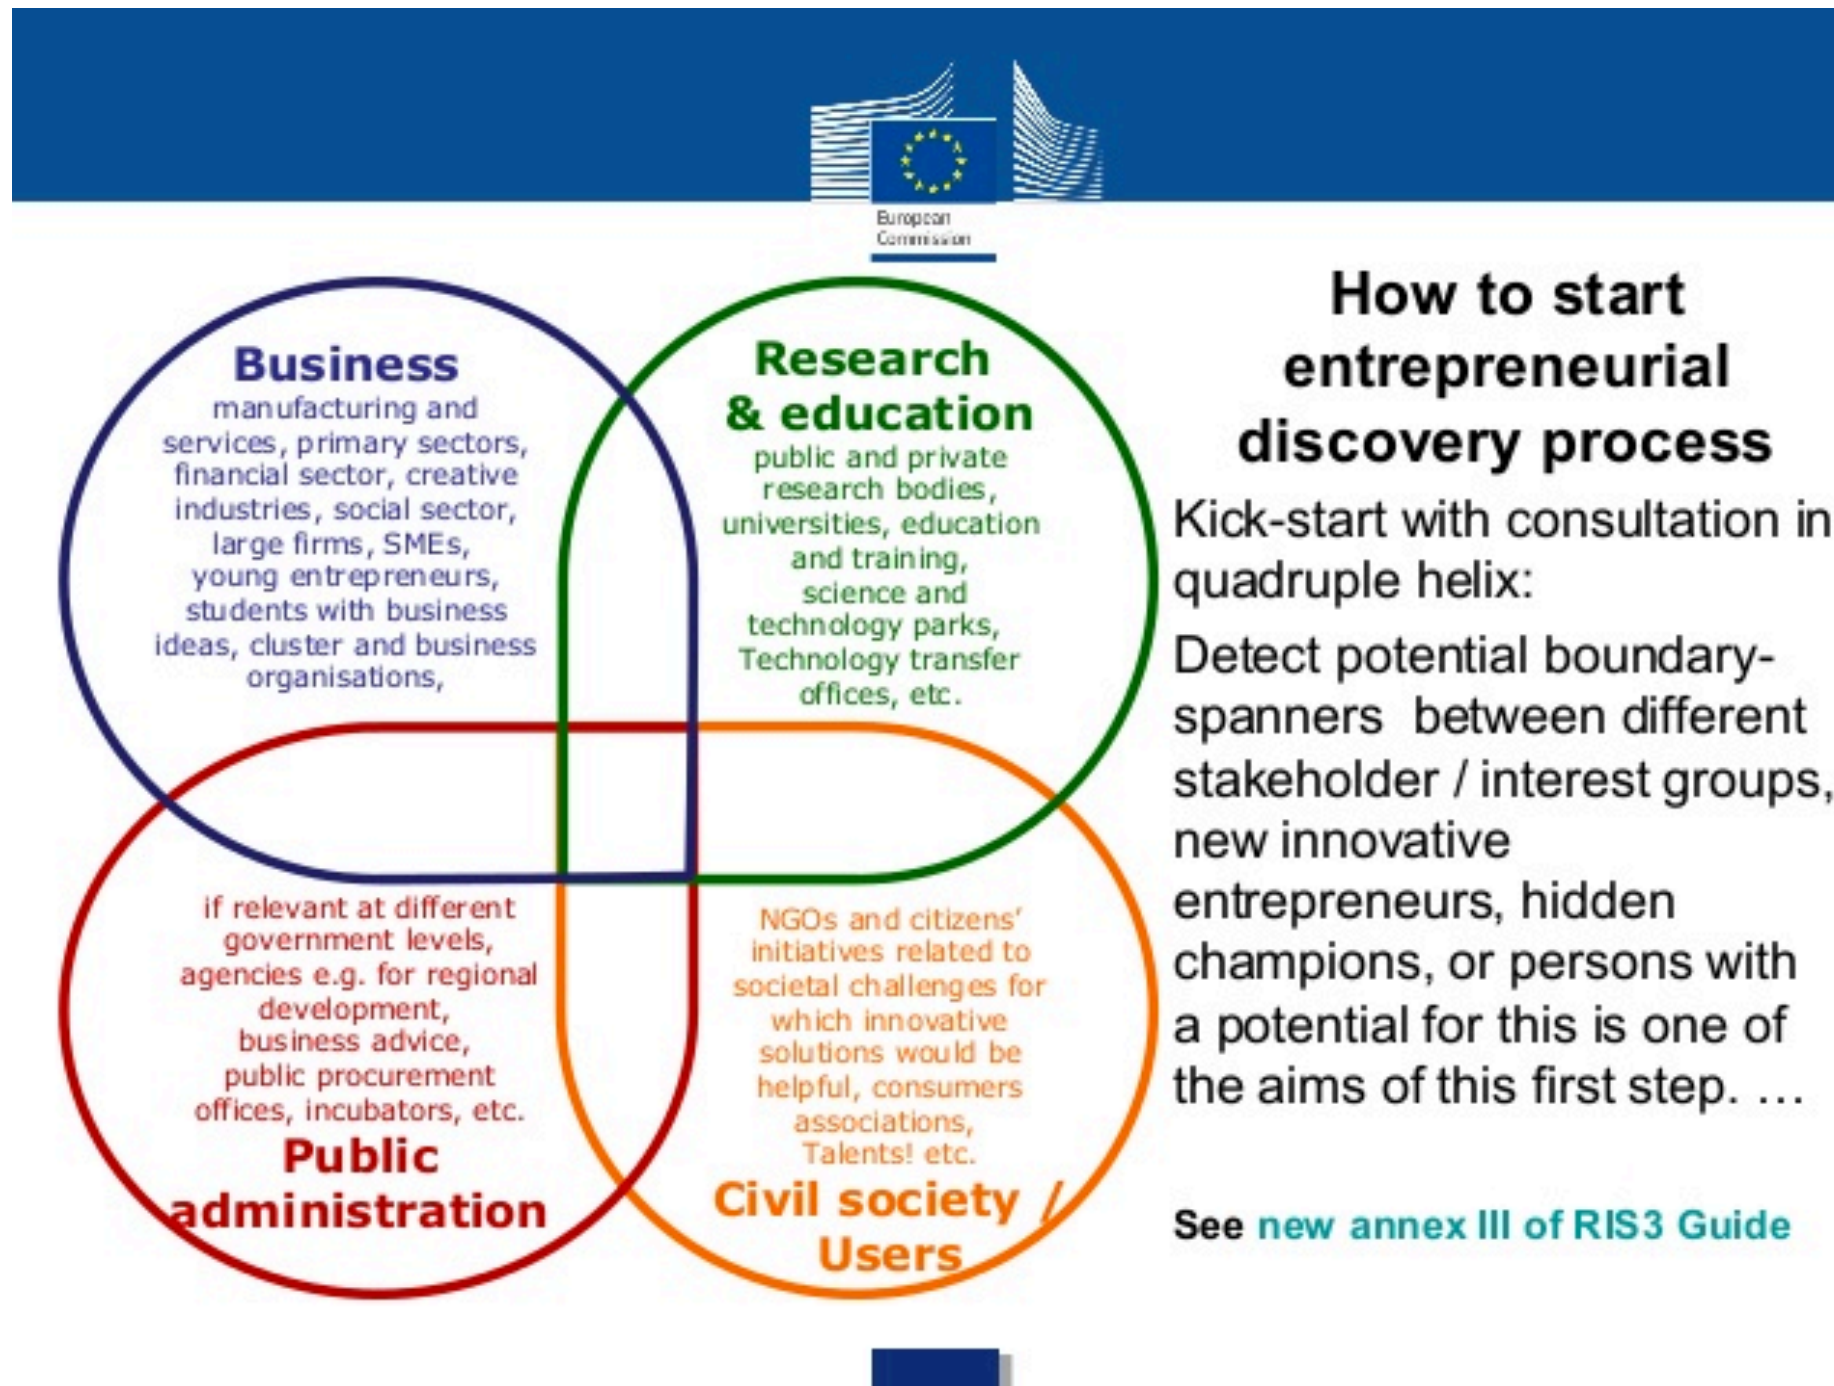 European
Commission
Business
manufacturing and
services, primary sectors,
financial sector, creative
industries, social sector,
large firms, SMEs,
young entrepreneurs,
students with business
ideas, cluster and business
organisations,
Research
& education
public and private
research bodies,
universities, education
and training,
science and
technology parks,
Technology transfer
offices, etc.
if relevant at different
government levels,
agencies e.g. for regional
development,
business advice,
public procurement
offices, incubators, etc.
Public
administration
NGOs and citizens’
initiatives related to
societal challenges for
which innovative
solutions would be
helpful, consumers
associations,
Talents! etc.
Civil society /
Users
How to start
entrepreneurial
discovery process
Kick-start with consultation in
quadruple helix:
Detect potential boundary-
spanners between different
stakeholder / interest groups,
new innovative
entrepreneurs, hidden
champions, or persons with
a potential for this is one of
the aims of this first step. …
See new annex III of RIS3 Guide